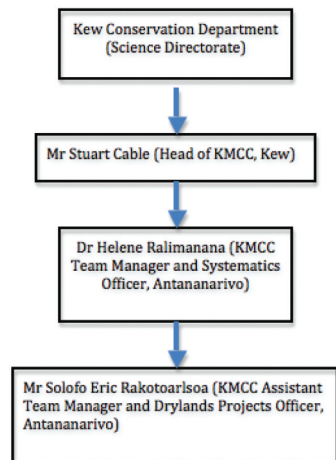 Kew Conservation Department
(Science Directorate)
Mr Stuart Cable (Head of KMCC, Kew)
Dr Helene Ralimanana (KMCC
Team Manager and Systematics
Officer, Antananarivo)
Mr Solofo Eric Rakotoarlsoa (KMCC Assistant
Team Manager and Drylands Projects Officer,
Antananarivo)